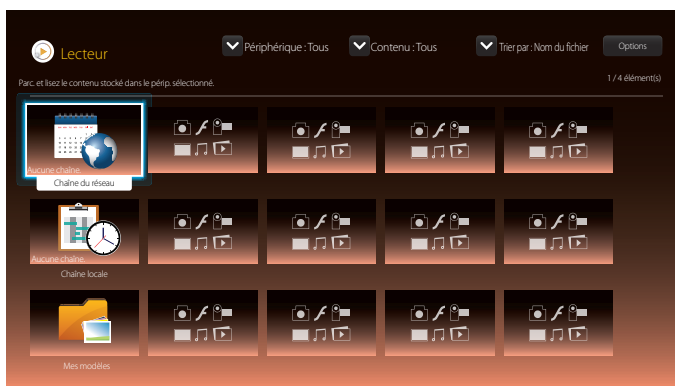 Lecteur
Périphérique : Tous
Contenu : Tous
Trier par : Nom du fichier
Options
Parc. et lisez le contenu stocké dans le périp. sélectionné.
1 / 4 élément(s)
Aucune chaîne.
Chaîne du réseau
Aucune chaîne.
Chaîne locale
Mes modèles